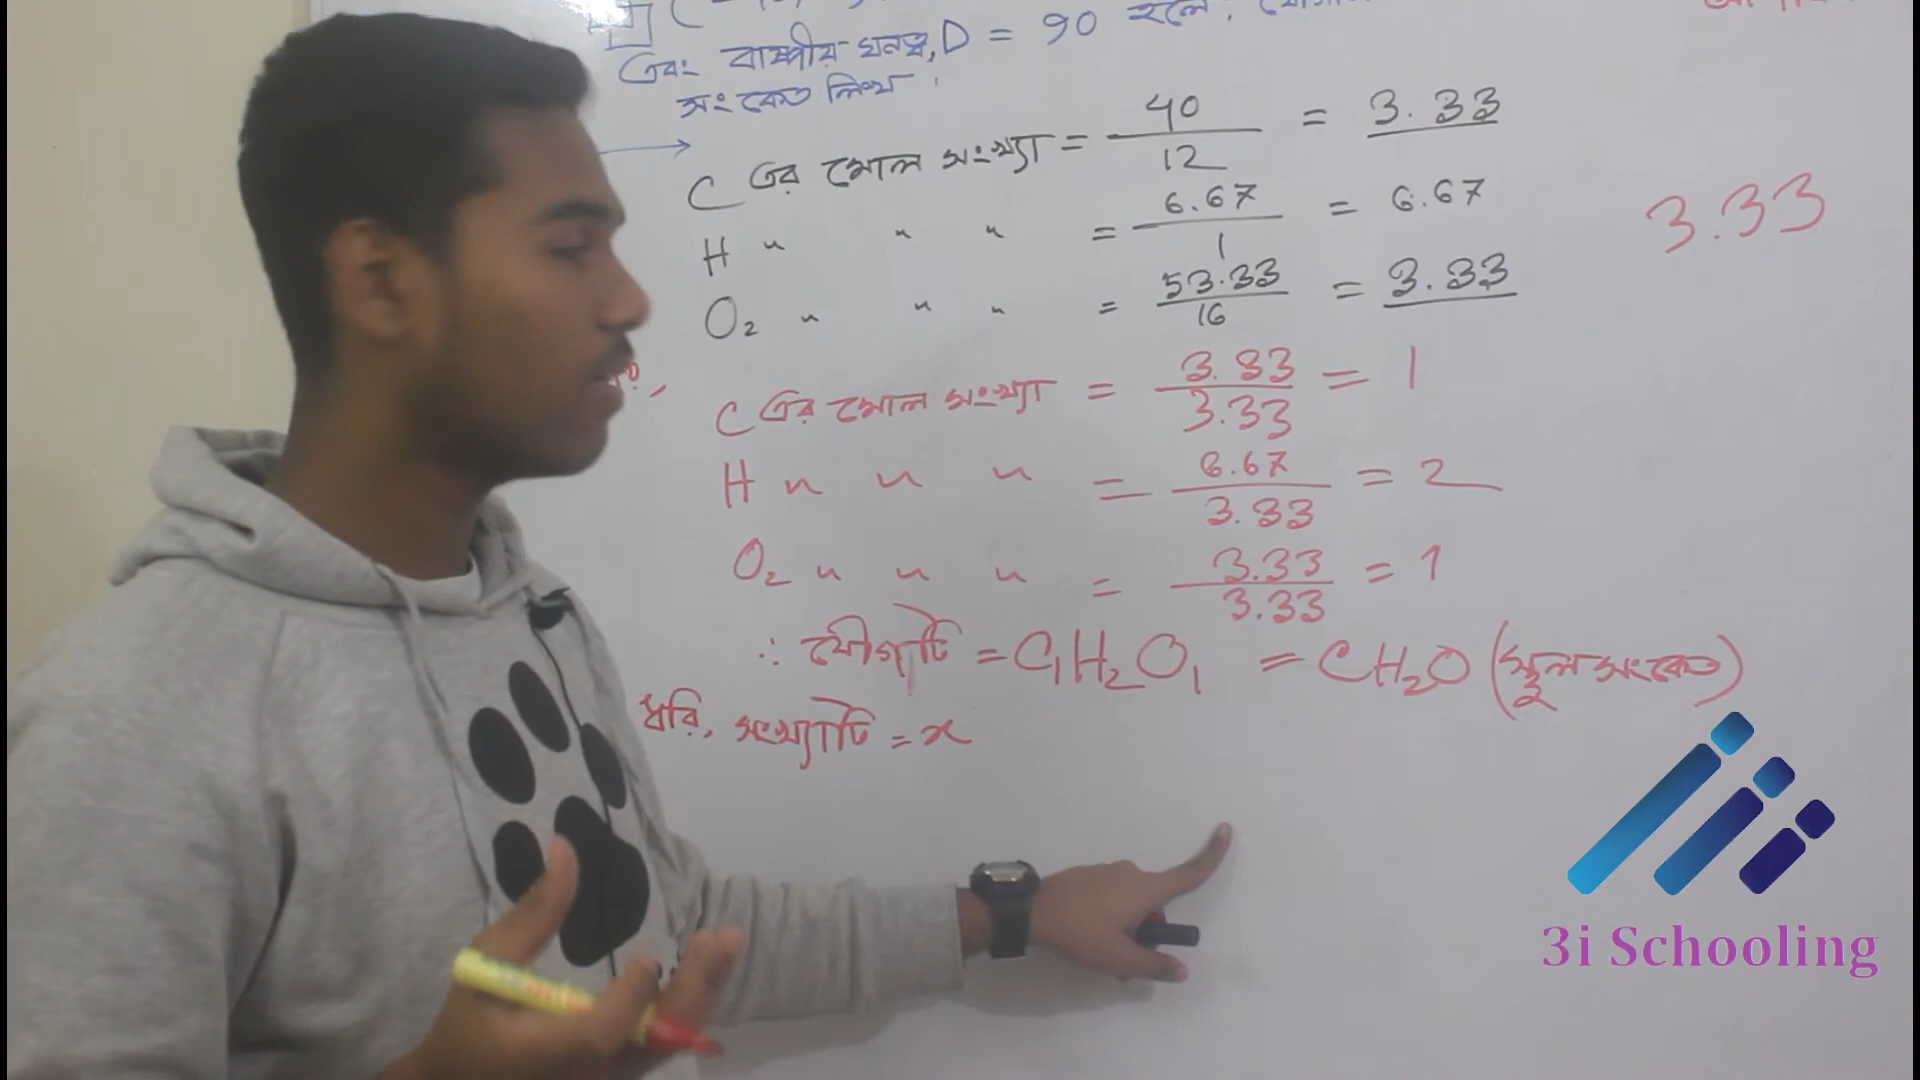 এবং বাষ্পীয় ঘনত্ব, D = 90 হলে,
সংকেত লিখ।
C এর মোল সংখ্যা = 40/12 = 3.33
H " " " = 6.67/1 = 6.67
3.33
O₂ " " " = 53.33/16 = 3.33
C এর মোল সংখ্যা = 3.33/3.33 = 1
H " " " = 6.67/3.33 = 2
O₂ " " " = 3.33/3.33 = 1
∴ যৌগটি = C₁H₂O₁ = CH₂O (স্থূল সংকেত)
ধরি, সংখ্যাটি = x
3i Schooling